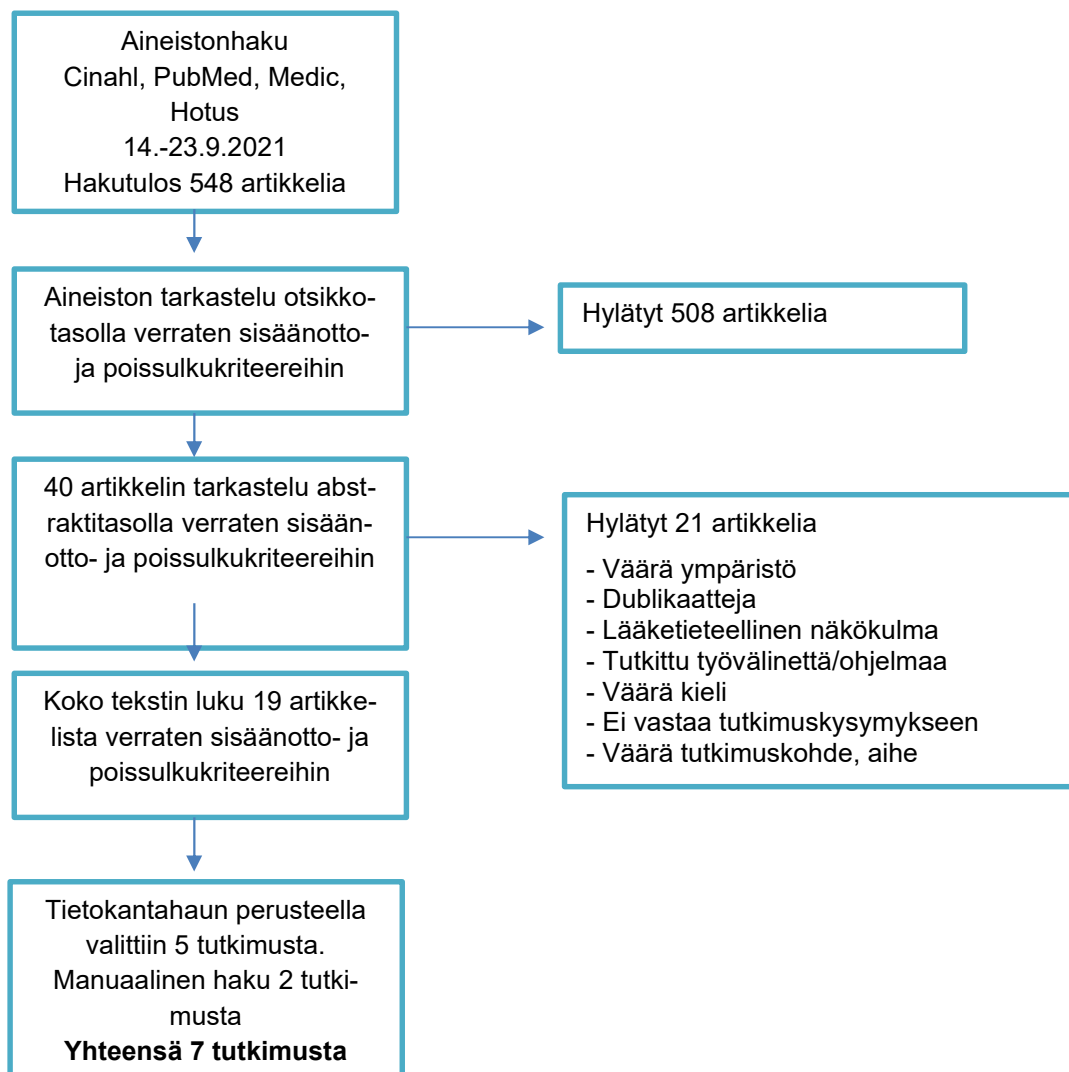 Aineistonhaku
Cinahl, PubMed, Medic,
Hotus
14.-23.9.2021
Hakutulos 548 artikkelia
Aineiston tarkastelu otsikko-
tasolla verraten sisäänotto-
ja poissulkukriteereihin
Hylätyt 508 artikkelia
40 artikkelin tarkastelu abst-
raktitasolla verraten sisään-
otto- ja poissulkukriteereihin
Hylätyt 21 artikkelia
- Väärä ympäristö
- Dublikaatteja
- Lääketieteellinen näkökulma
- Tutkittu työvälinettä/ohjelmaa
- Väärä kieli
- Ei vastaa tutkimuskysymykseen
- Väärä tutkimuskohde, aihe
Koko tekstin luku 19 artikke-
lista verraten sisäänotto- ja
poissulkukriteereihin
Tietokantahaun perusteella
valittiin 5 tutkimusta.
Manuaalinen haku 2 tutki-
musta
Yhteensä 7 tutkimusta